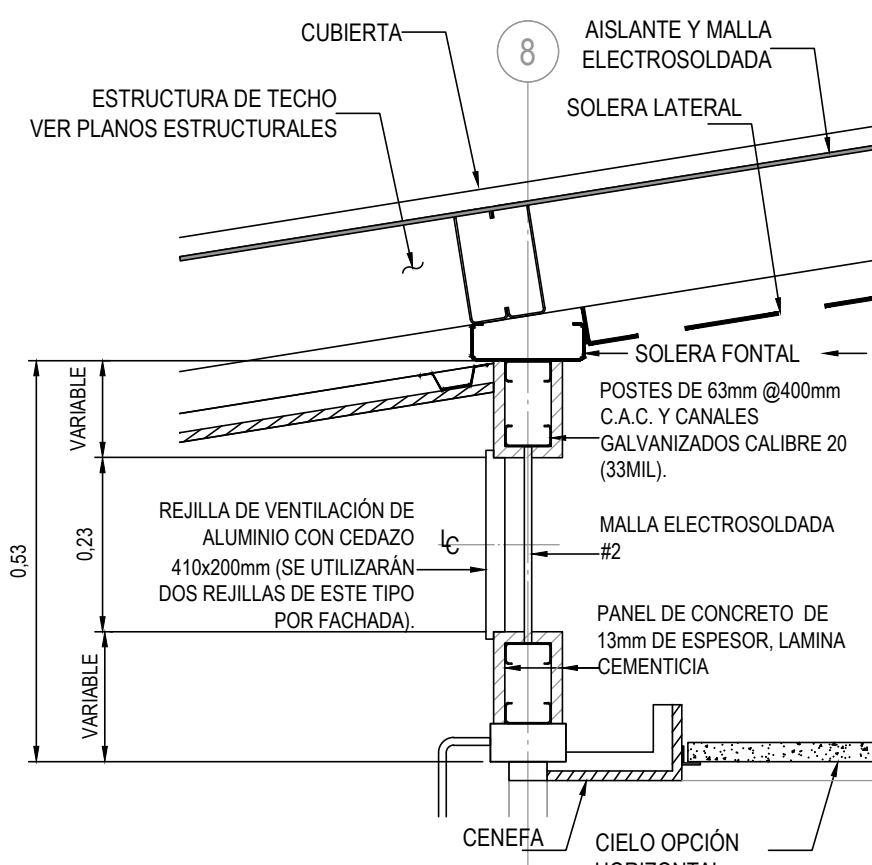 CUBIERTA
8
AISLANTE Y MALLA
ELECTROSOLDADA
ESTRUCTURA DE TECHO
VER PLANOS ESTRUCTURALES
SOLERA LATERAL
SOLERA FONTAL
POSTES DE 63mm @400mm
C.A.C. Y CANALES
GALVANIZADOS CALIBRE 20
(33MIL).
VARIABLE
0,53
0,23
VARIABLE
REJILLA DE VENTILACIÓN DE
ALUMINIO CON CEDAZO
410x200mm (SE UTILIZARÁN
DOS REJILLAS DE ESTE TIPO
POR FACHADA).
LC
MALLA ELECTROSOLDADA
#2
PANEL DE CONCRETO DE
13mm DE ESPESOR, LAMINA
CEMENTICIA
CENEFA
CIELO OPCIÓN
HORIZONTAL